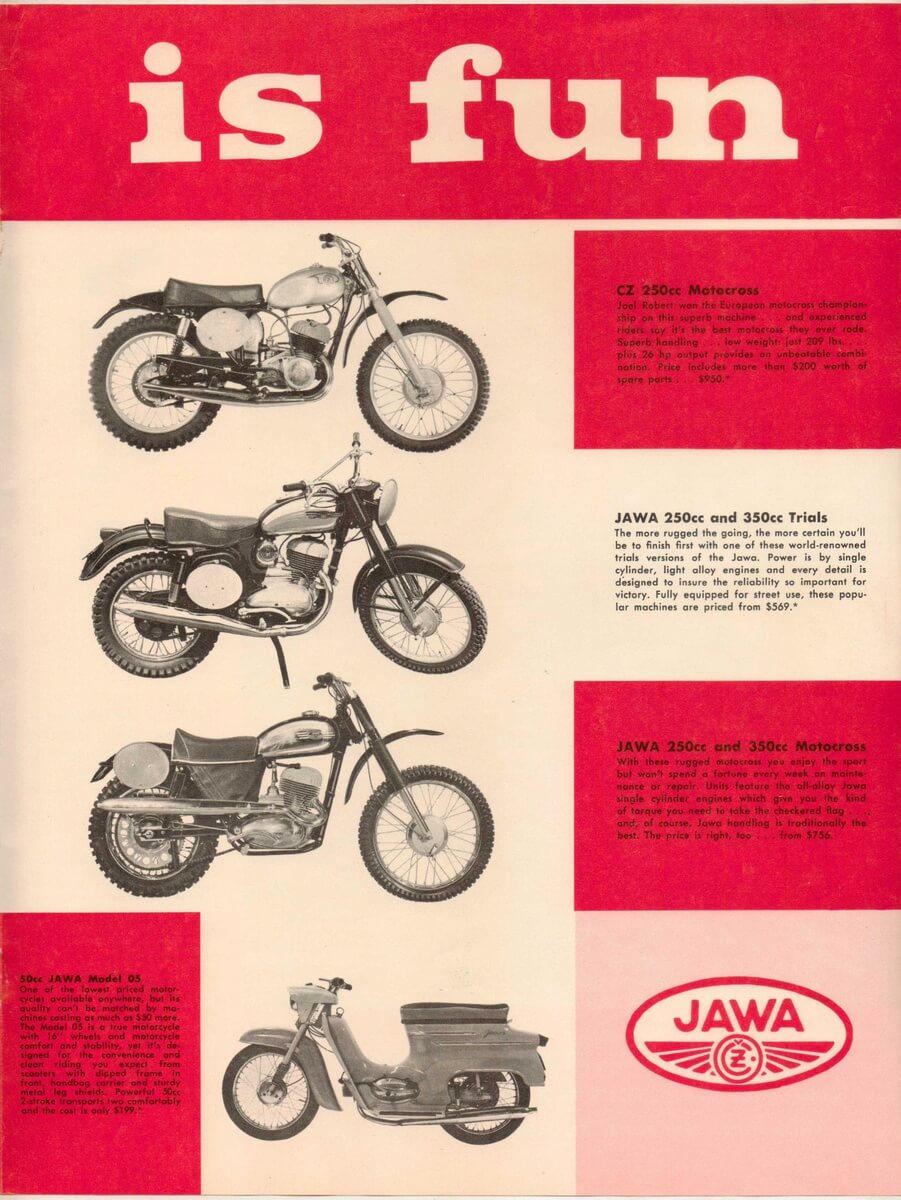 is fun
CZ 250cc Motocross
Joel Robert won the European motocross champion-
ship on this superb machine . . . and experienced
riders say it's the best motocross they ever rode.
Superb handling . . . low weight: just 209 lbs. . . .
plus 26 hp output provides an unbeatable combi-
nation. Price includes more than $200 worth of
spare parts . . . $950.*
JAWA 250cc and 350cc Trials
The more rugged the going, the more certain you'll
be to finish first with one of these world-renowned
trials versions of the Jawa. Power is by single
cylinder, light alloy engines and every detail is
designed to insure the reliability so important for
victory. Fully equipped for street use, these popu-
lar machines are priced from $569.*
JAWA 250cc and 350cc Motocross
With these rugged motocross you enjoy the sport
but won't spend a fortune every week on mainte-
nance or repair. Units feature the all-alloy Jawa
single cylinder engines which give you the kind
of torque you need to take the checkered flag . . .
and, of course, Jawa handling is traditionally the
best. The price is right, too . . . from $756.
50cc JAWA Model 05
One of the lowest priced motor-
cycles available anywhere, but its
quality can't be matched by ma-
chines costing as much as $50 more.
The Model 05 is a true motorcycle
with 16" wheels and motorcycle
comfort and stability, yet it's de-
signed for the convenience and
clean riding you expect from
scooters with dipped frame in
front, handbag carrier and sturdy
metal leg shields. Powerful 50cc
2-stroke transports two comfortably
and the cost is only $199.*
JAWA
ČZ